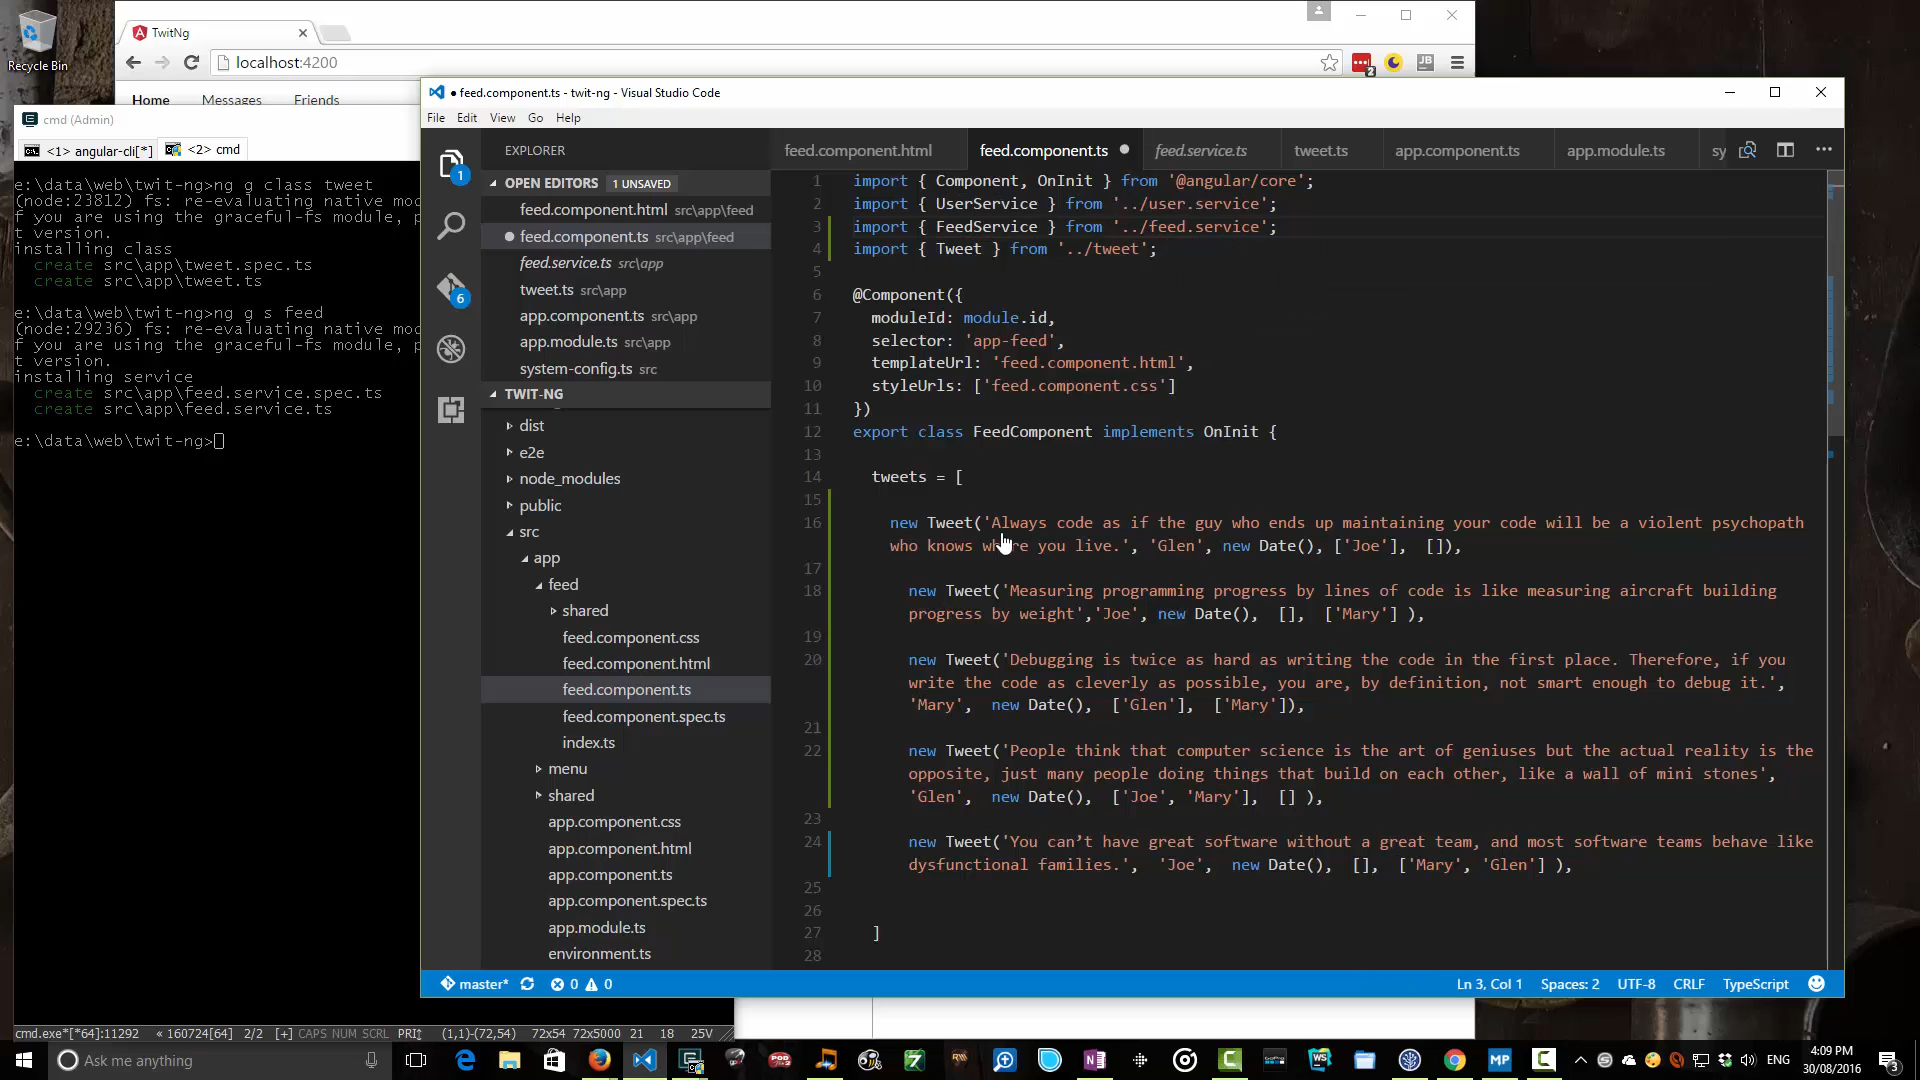 Recycle Bin
TwitNg
localhost:4200
2
JB
Home Messages Friends
cmd (Admin)
<1> angular-cli[*] <2> cmd
e:\data\web\twit-ng>ng g class tweet
(node:23812) fs: re-evaluating native mod
f you are using the graceful-fs module, p
t version.
installing class
create src\app\tweet.spec.ts
create src\app\tweet.ts
e:\data\web\twit-ng>ng g s feed
(node:29236) fs: re-evaluating native mod
f you are using the graceful-fs module, p
t version.
installing service
create src\app\feed.service.spec.ts
create src\app\feed.service.ts
e:\data\web\twit-ng>
cmd.exe*[*64]:11292 « 160724[64] 2/2 [+] CAPS NUM SCRL PRI↕ (1,1)-(72,54) 72x54 72x5000 21 18 25V
● feed.component.ts - twit-ng - Visual Studio Code
File Edit View Go Help
1
6
EXPLORER
OPEN EDITORS 1 UNSAVED
feed.component.html src\app\feed
feed.component.ts src\app\feed
feed.service.ts src\app
tweet.ts src\app
app.component.ts src\app
app.module.ts src\app
system-config.ts src
TWIT-NG
dist
e2e
node_modules
public
src
app
feed
shared
feed.component.css
feed.component.html
feed.component.ts
feed.component.spec.ts
index.ts
menu
shared
app.component.css
app.component.html
app.component.ts
app.component.spec.ts
app.module.ts
environment.ts
feed.component.html feed.component.ts feed.service.ts tweet.ts app.component.ts app.module.ts sy
1 import { Component, OnInit } from '@angular/core';
2 import { UserService } from '../user.service';
3 import { FeedService } from '../feed.service';
4 import { Tweet } from '../tweet';
5
6 @Component({
7 moduleId: module.id,
8 selector: 'app-feed',
9 templateUrl: 'feed.component.html',
10 styleUrls: ['feed.component.css']
11 })
12 export class FeedComponent implements OnInit {
13
14 tweets = [
15
16 new Tweet('Always code as if the guy who ends up maintaining your code will be a violent psychopath
who knows where you live.', 'Glen', new Date(), ['Joe'], []),
17
18 new Tweet('Measuring programming progress by lines of code is like measuring aircraft building
progress by weight','Joe', new Date(), [], ['Mary'] ),
19
20 new Tweet('Debugging is twice as hard as writing the code in the first place. Therefore, if you
write the code as cleverly as possible, you are, by definition, not smart enough to debug it.',
'Mary', new Date(), ['Glen'], ['Mary']),
21
22 new Tweet('People think that computer science is the art of geniuses but the actual reality is the
opposite, just many people doing things that build on each other, like a wall of mini stones',
'Glen', new Date(), ['Joe', 'Mary'], [] ),
23
24 new Tweet('You can’t have great software without a great team, and most software teams behave like
dysfunctional families.', 'Joe', new Date(), [], ['Mary', 'Glen'] ),
25
26
27 ]
28
master* 0 0 Ln 3, Col 1 Spaces: 2 UTF-8 CRLF TypeScript
Ask me anything
ENG
4:09 PM
30/08/2016
3